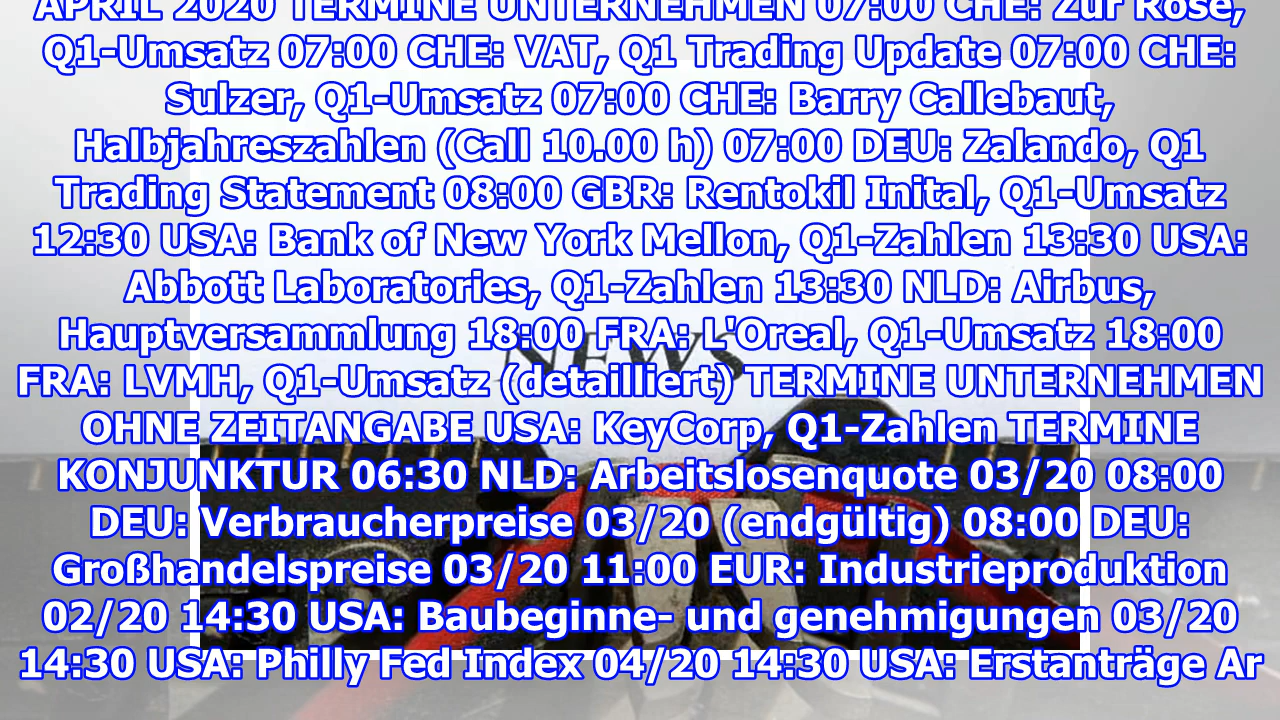 APRIL 2020 TERMINE UNTERNEHMEN 07:00 CHE: Zur Rose,
Q1-Umsatz 07:00 CHE: VAT, Q1 Trading Update 07:00 CHE:
Sulzer, Q1-Umsatz 07:00 CHE: Barry Callebaut,
Halbjahreszahlen (Call 10.00 h) 07:00 DEU: Zalando, Q1
Trading Statement 08:00 GBR: Rentokil Inital, Q1-Umsatz
12:30 USA: Bank of New York Mellon, Q1-Zahlen 13:30 USA:
Abbott Laboratories, Q1-Zahlen 13:30 NLD: Airbus,
Hauptversammlung 18:00 FRA: L'Oreal, Q1-Umsatz 18:00
NEWS
FRA: LVMH, Q1-Umsatz (detailliert) TERMINE UNTERNEHMEN
OHNE ZEITANGABE USA: KeyCorp, Q1-Zahlen TERMINE
KONJUNKTUR 06:30 NLD: Arbeitslosenquote 03/20 08:00
DEU: Verbraucherpreise 03/20 (endgültig) 08:00 DEU:
Großhandelspreise 03/20 11:00 EUR: Industrieproduktion
02/20 14:30 USA: Baubeginne- und genehmigungen 03/20
14:30 USA: Philly Fed Index 04/20 14:30 USA: Erstanträge Ar